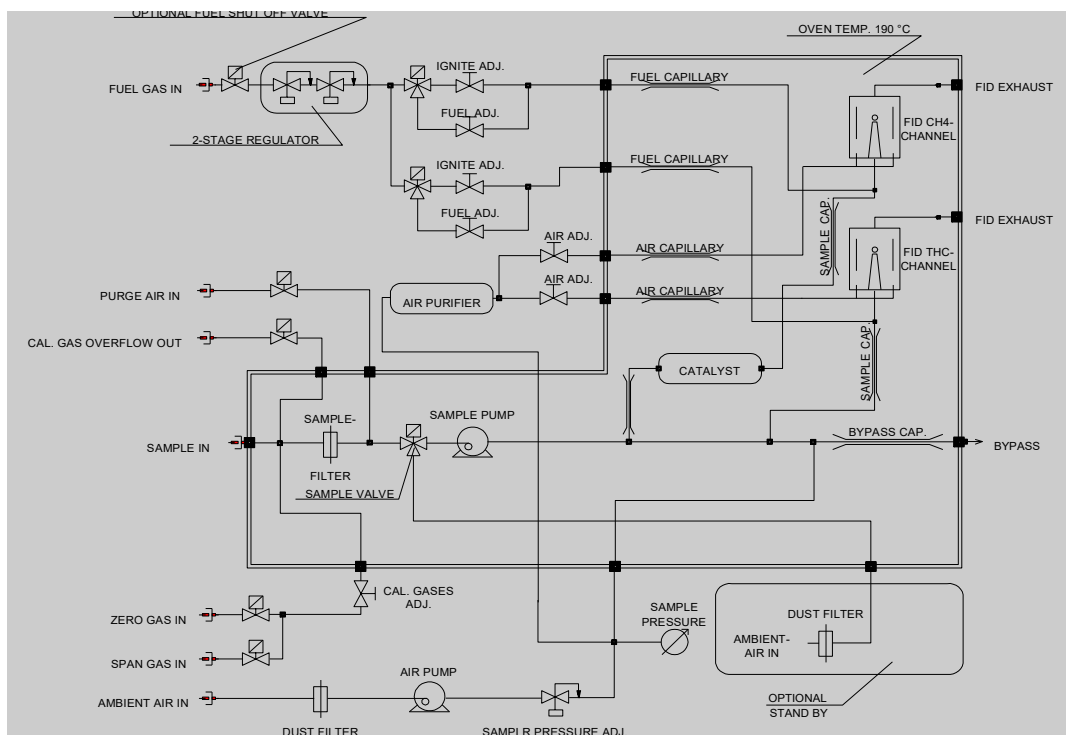 OPTIONAL FUEL SHUT OFF VALVE
OVEN TEMP. 190 °C
IGNITE ADJ.
FUEL GAS IN
FUEL CAPILLARY
FID EXHAUST
FUEL ADJ.
FID CH4-
CHANNEL
2-STAGE REGULATOR
IGNITE ADJ.
FUEL CAPILLARY
FUEL ADJ.
SAMPLE CAP.
FID EXHAUST
AIR ADJ.
AIR CAPILLARY
FID THC-
CHANNEL
AIR ADJ.
PURGE AIR IN
AIR PURIFIER
AIR CAPILLARY
CAL. GAS OVERFLOW OUT
SAMPLE CAP.
CATALYST
SAMPLE-
SAMPLE PUMP
BYPASS CAP.
SAMPLE IN
BYPASS
FILTER
SAMPLE VALVE
CAL. GASES
ADJ.
ZERO GAS IN
SAMPLE
PRESSURE
DUST FILTER
AMBIENT-
AIR IN
SPAN GAS IN
AIR PUMP
AMBIENT AIR IN
OPTIONAL
STAND BY
DUST FILTER
SAMPLR PRESSURE ADJ.